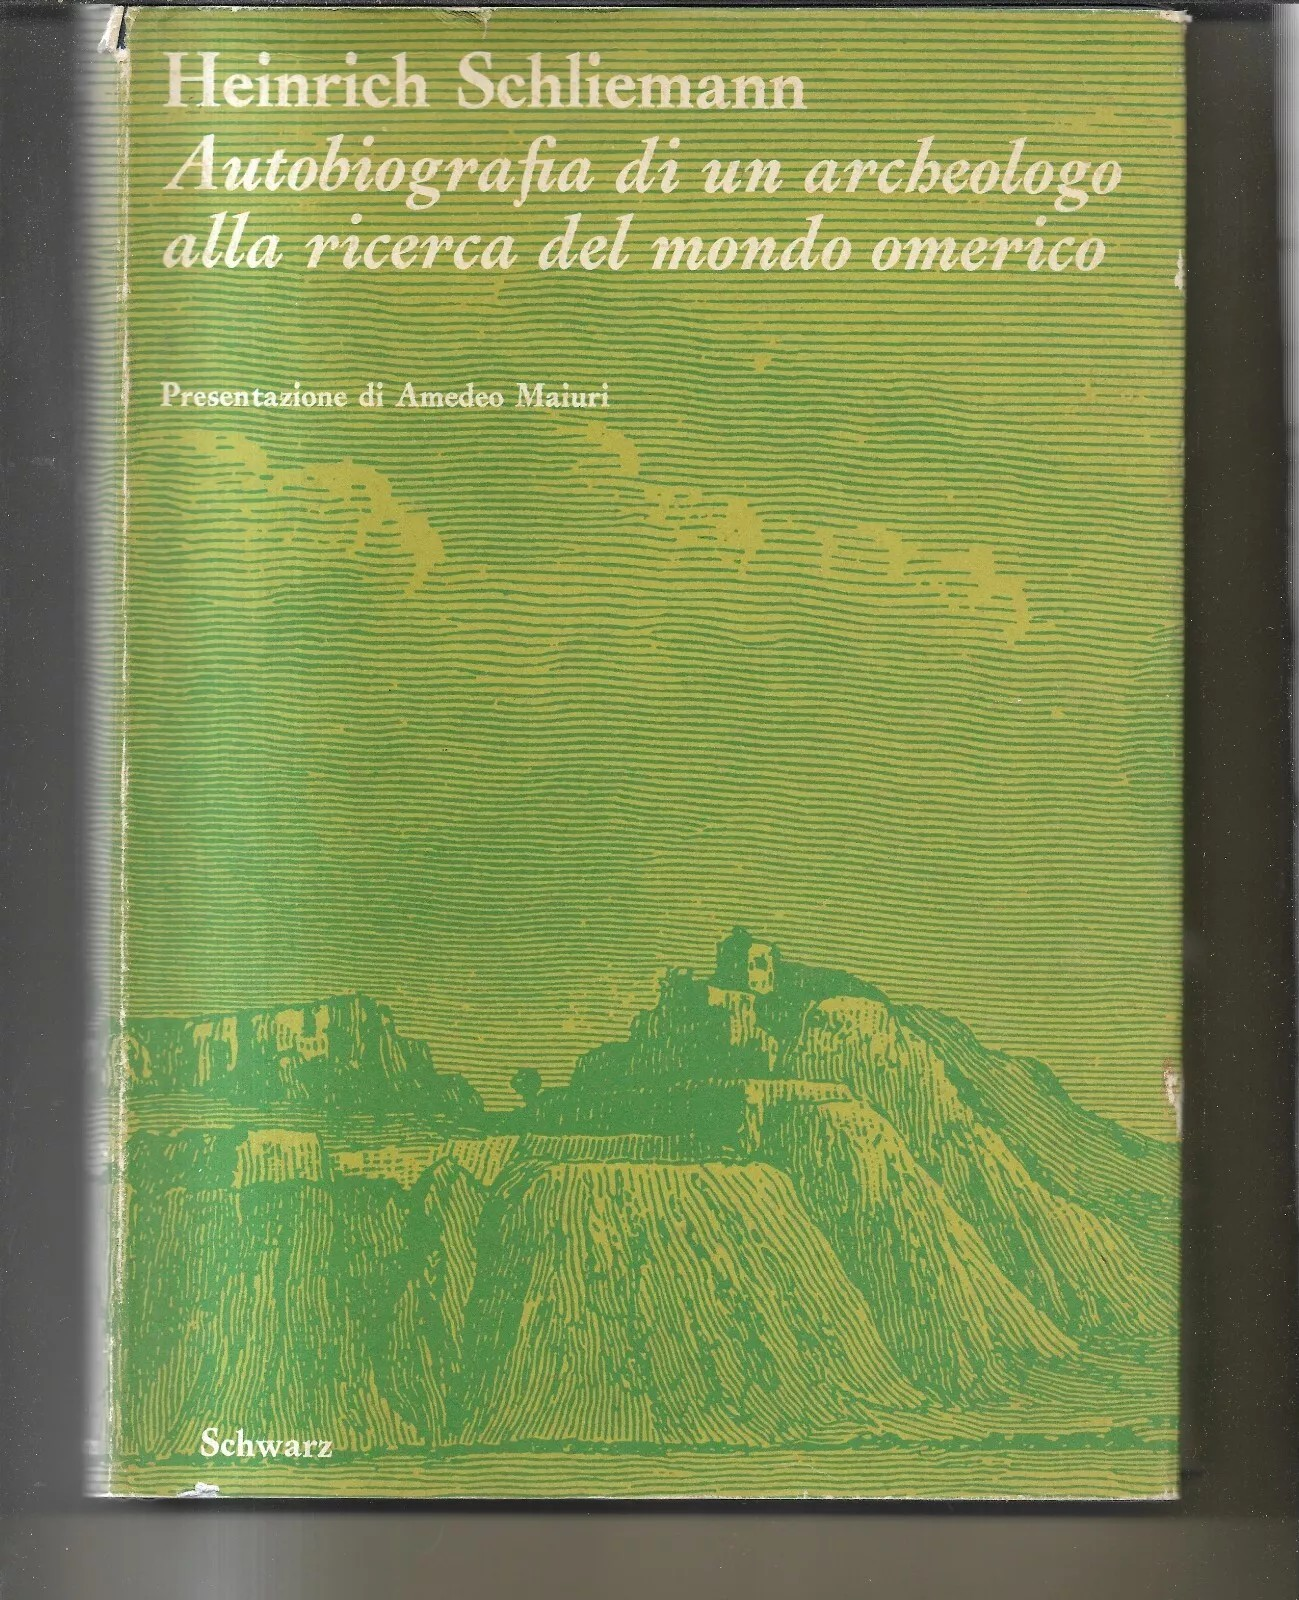 Heinrich Schliemann
Autobiografia di un archeologo
alla ricerca del mondo omerico
Presentazione di Amedeo Maiuri
Schwarz